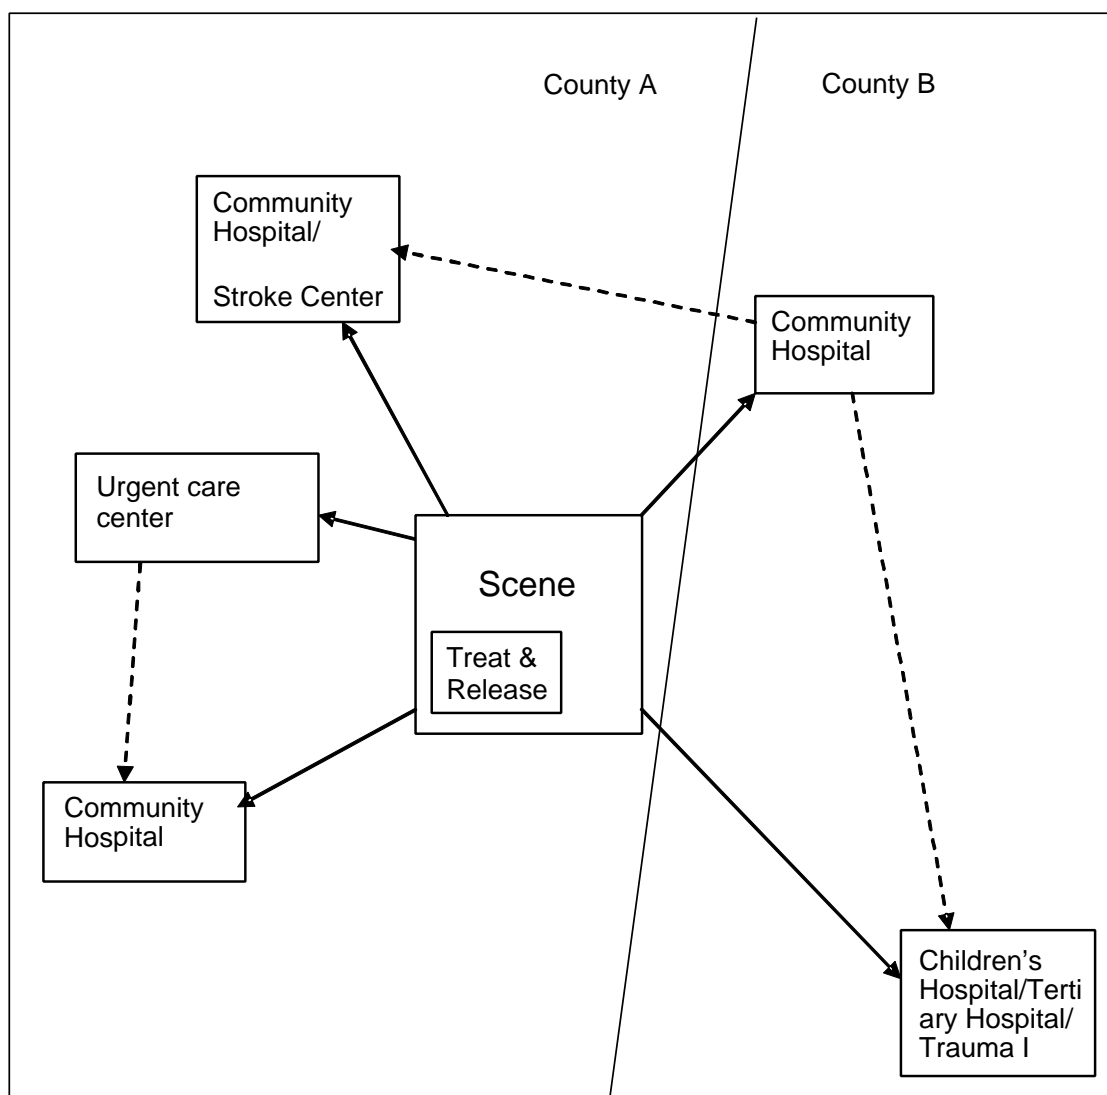 County A
County B
Community
Hospital/
Stroke Center
Community
Hospital
Urgent care
center
Scene
Treat &
Release
Community
Hospital
Children’s
Hospital/Terti
ary Hospital/
Trauma I